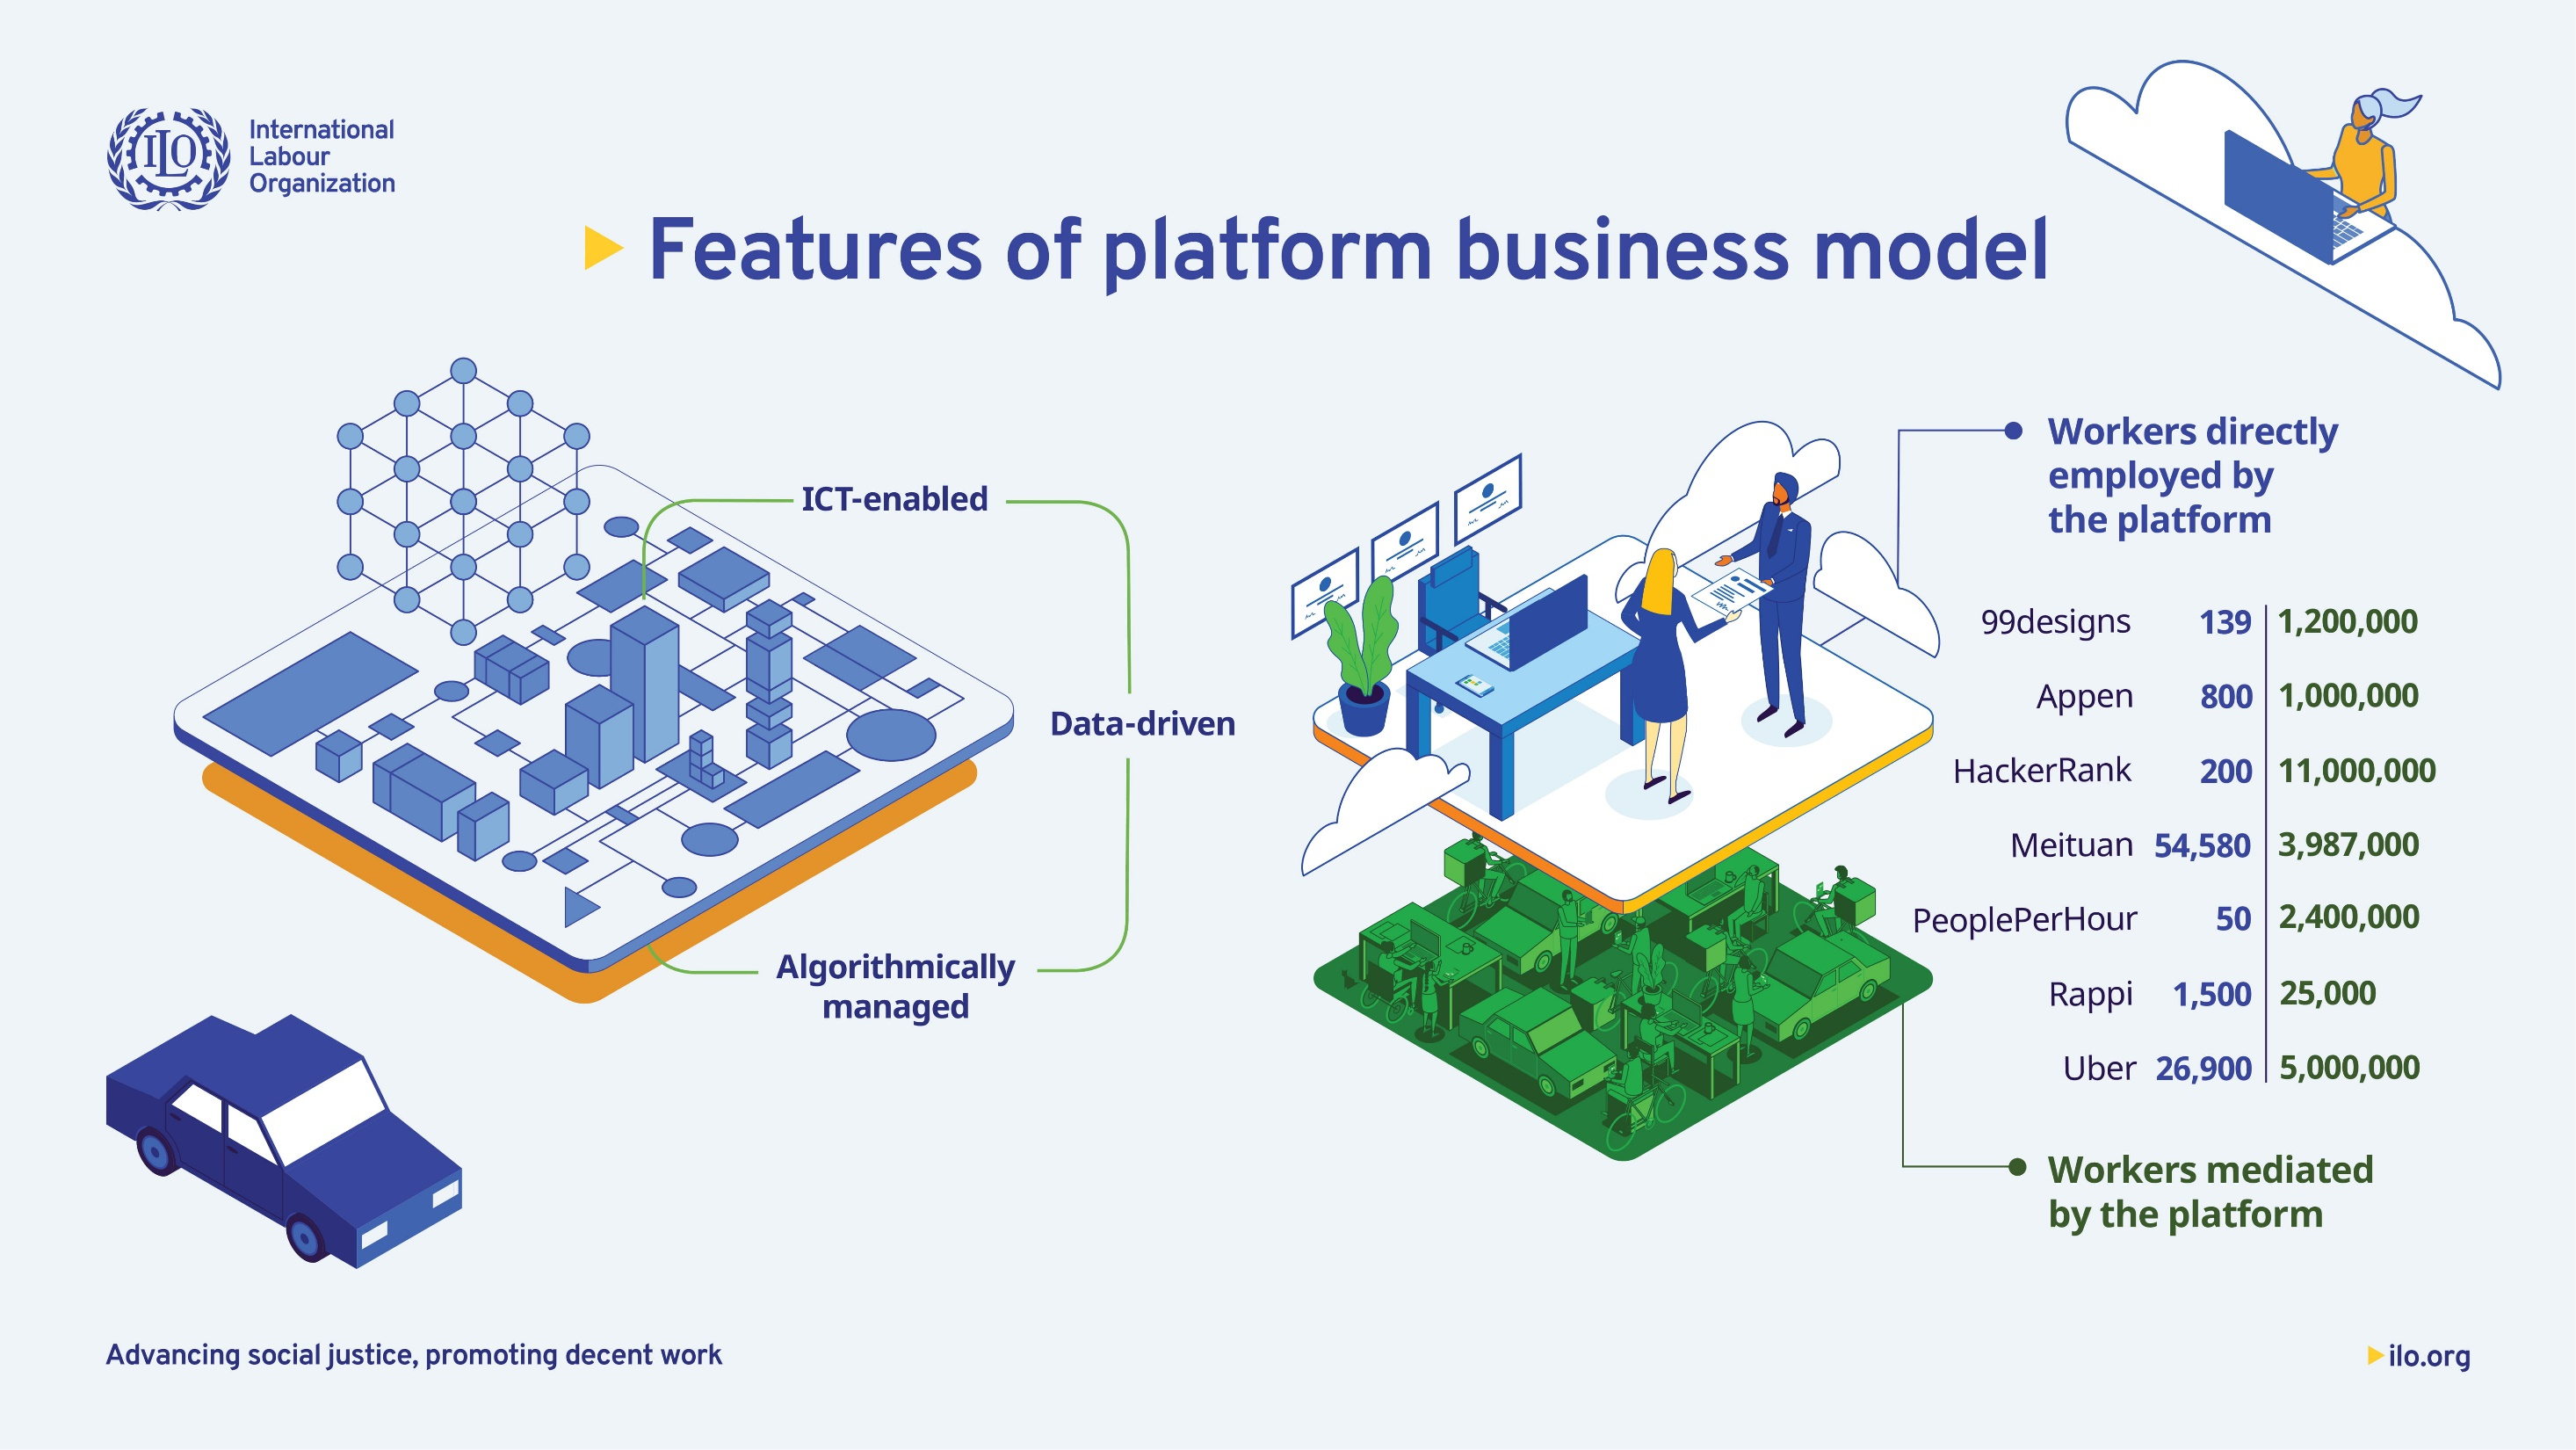 International
Labour
Organization
Features of platform business model
ICT-enabled
Data-driven
Algorithmically
managed
Workers directly
employed by
the platform
99designs 139 1,200,000
Appen 800 1,000,000
HackerRank 200 11,000,000
Meituan 54,580 3,987,000
PeoplePerHour 50 2,400,000
Rappi 1,500 25,000
Uber 26,900 5,000,000
Workers mediated
by the platform
Advancing social justice, promoting decent work
ilo.org